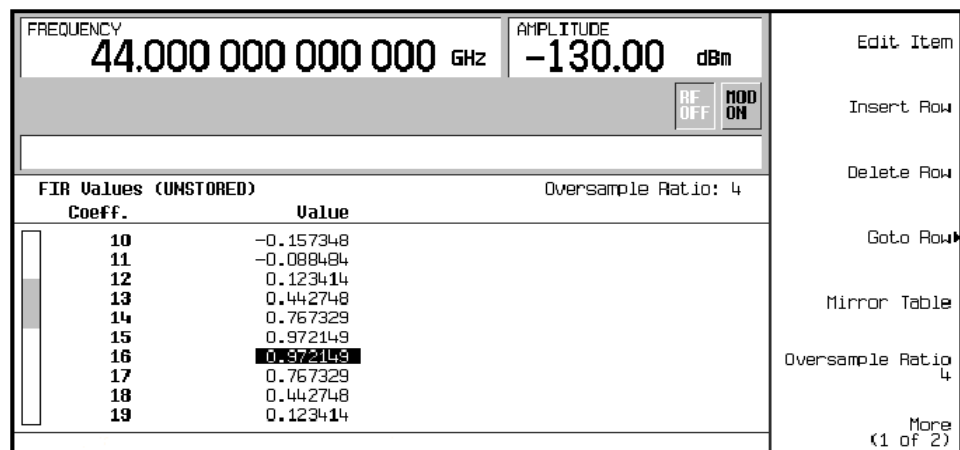 FREQUENCY
44.000 000 000 000 GHz
AMPLITUDE
-130.00 dBm
RF OFF
MOD ON
FIR Values (UNSTORED) Oversample Ratio: 4
Coeff. Value
10 -0.157348
11 -0.088484
12 0.123414
13 0.442748
14 0.767329
15 0.972149
16 0.972149
17 0.767329
18 0.442748
19 0.123414
Edit Item
Insert Row
Delete Row
Goto Row
Mirror Table
Oversample Ratio
4
More
(1 of 2)